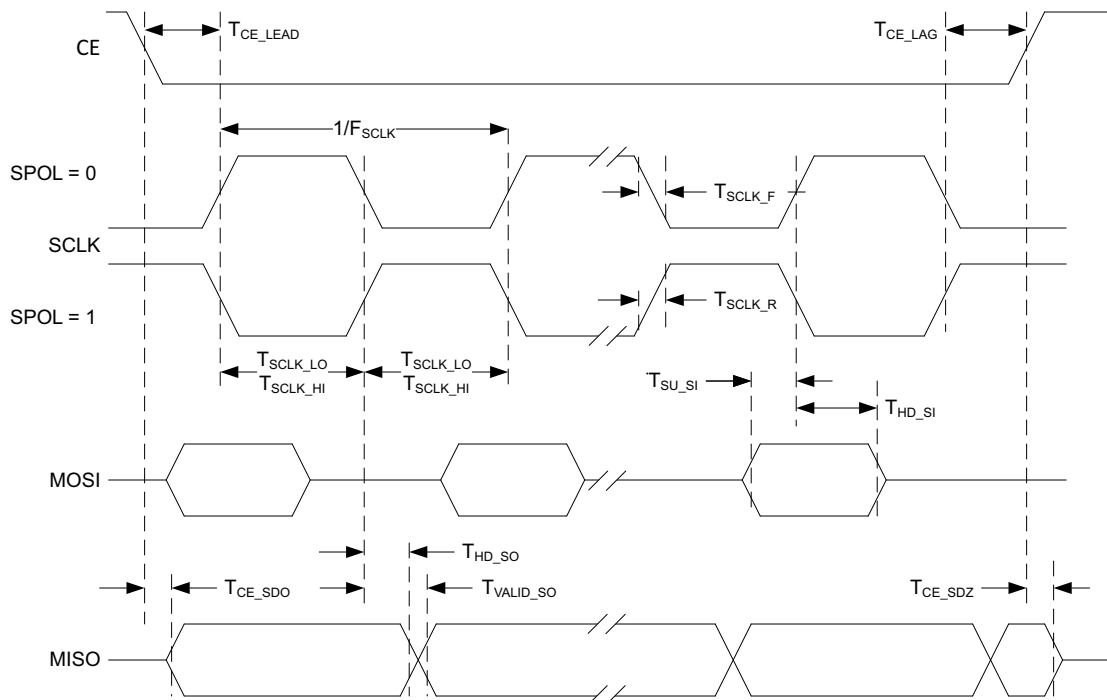 CE
T_CE_LEAD
T_CE_LAG
1/F_SCLK
SPOL = 0
T_SCLK_F
SCLK
SPOL = 1
T_SCLK_R
T_SCLK_LO
T_SCLK_HI
T_SCLK_LO
T_SCLK_HI
T_SU_SI
T_HD_SI
MOSI
T_HD_SO
T_CE_SDO
T_VALID_SO
T_CE_SDZ
MISO